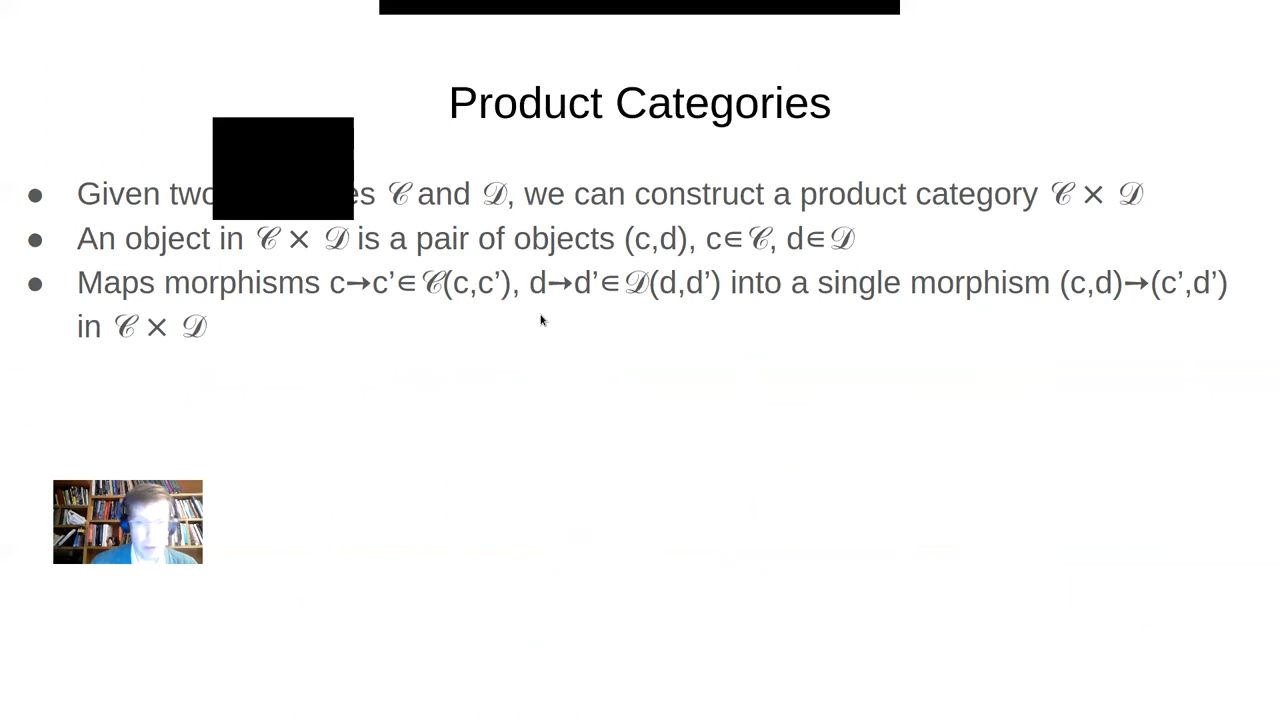 Product Categories
● Given two es 𝒞 and 𝒟, we can construct a product category 𝒞 × 𝒟
● An object in 𝒞 × 𝒟 is a pair of objects (c,d), c∈𝒞, d∈𝒟
● Maps morphisms c→c’∈𝒞(c,c’), d→d’∈𝒟(d,d’) into a single morphism (c,d)→(c’,d’)
in 𝒞 × 𝒟